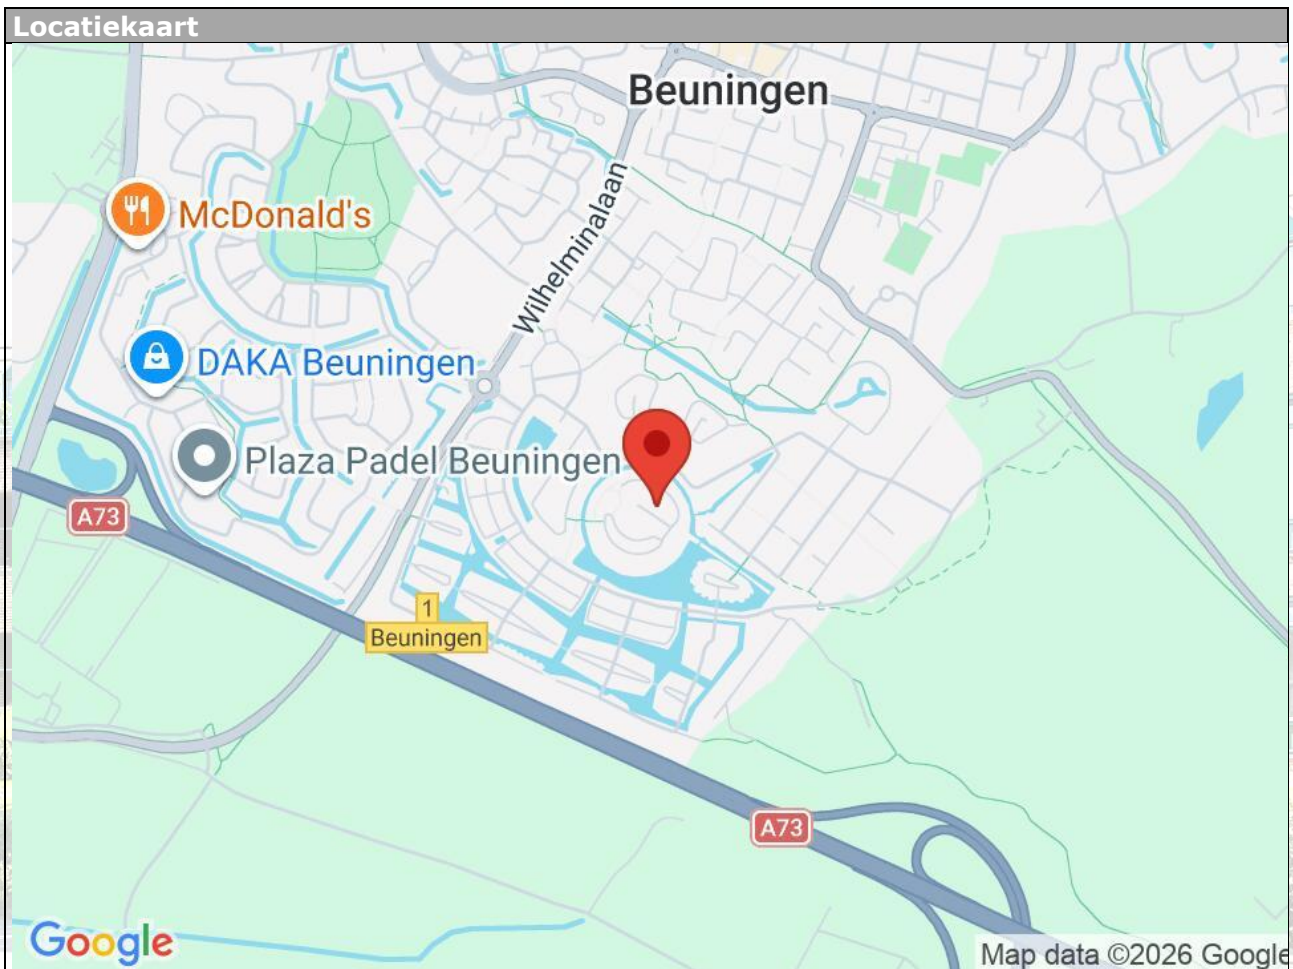 Locatiekaart
Beuningen
McDonald's
Wilhelminalaan
DAKA Beuningen
Plaza Padel Beuningen
A73
1
Beuningen
A73
Google
Map data ©2026 Google